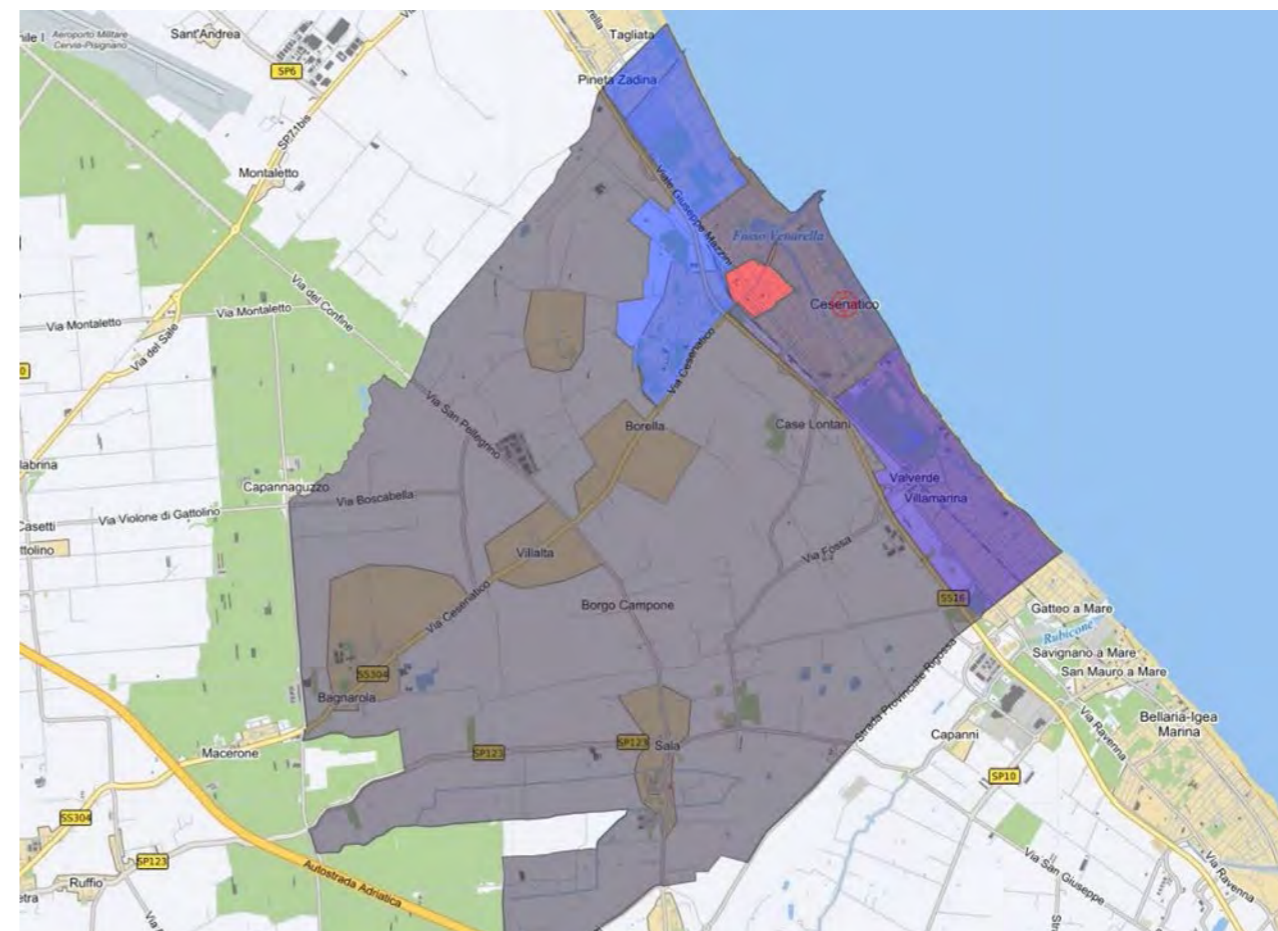 Aeroporto Militare
Cervia-Pisignano
Sant'Andrea
Tagliata
SP6
Pineta Zadina
SP71bis
Montaletto
Viale Giuseppe Mazzini
Fosso Venarella
Via del Confine
Cesenatico
Via Montaletto
Via Montaletto
Via del Sale
Via Cesenatico
Via San Pellegrino
Borella
Case Lontani
Capannaguzzo
Via Boscabella
Valverde
Villamarina
Via Violone di Gattolino
Casetti
Villalta
Via Fossa
Via Cesenatico
Borgo Campone
SS16
Gatteo a Mare
Rubicone
Savignano a Mare
San Mauro a Mare
SS304
Bagnarola
Strada Provinciale Rigossa
Via Ravenna
Bellaria-Igea
Marina
Macerone
SP123
SP123
Sala
Capanni
SP10
SS304
SP123
Ruffio
Autostrada Adriatica
Via San Giuseppe
Via Ravenna